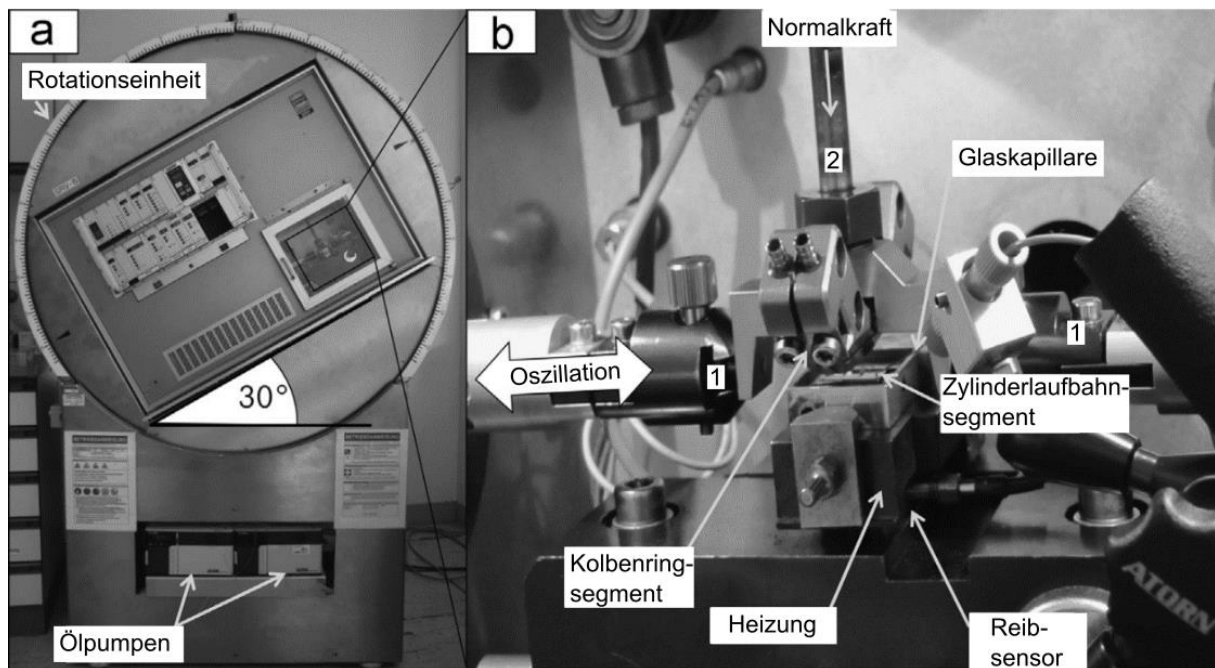 a
Rotationseinheit
30°
Ölpumpen
b
Normalkraft
2
Glaskapillare
1
Oszillation
1
Zylinderlaufbahn-
segment
Kolbenring-
segment
Heizung
Reib-
sensor
ATORN